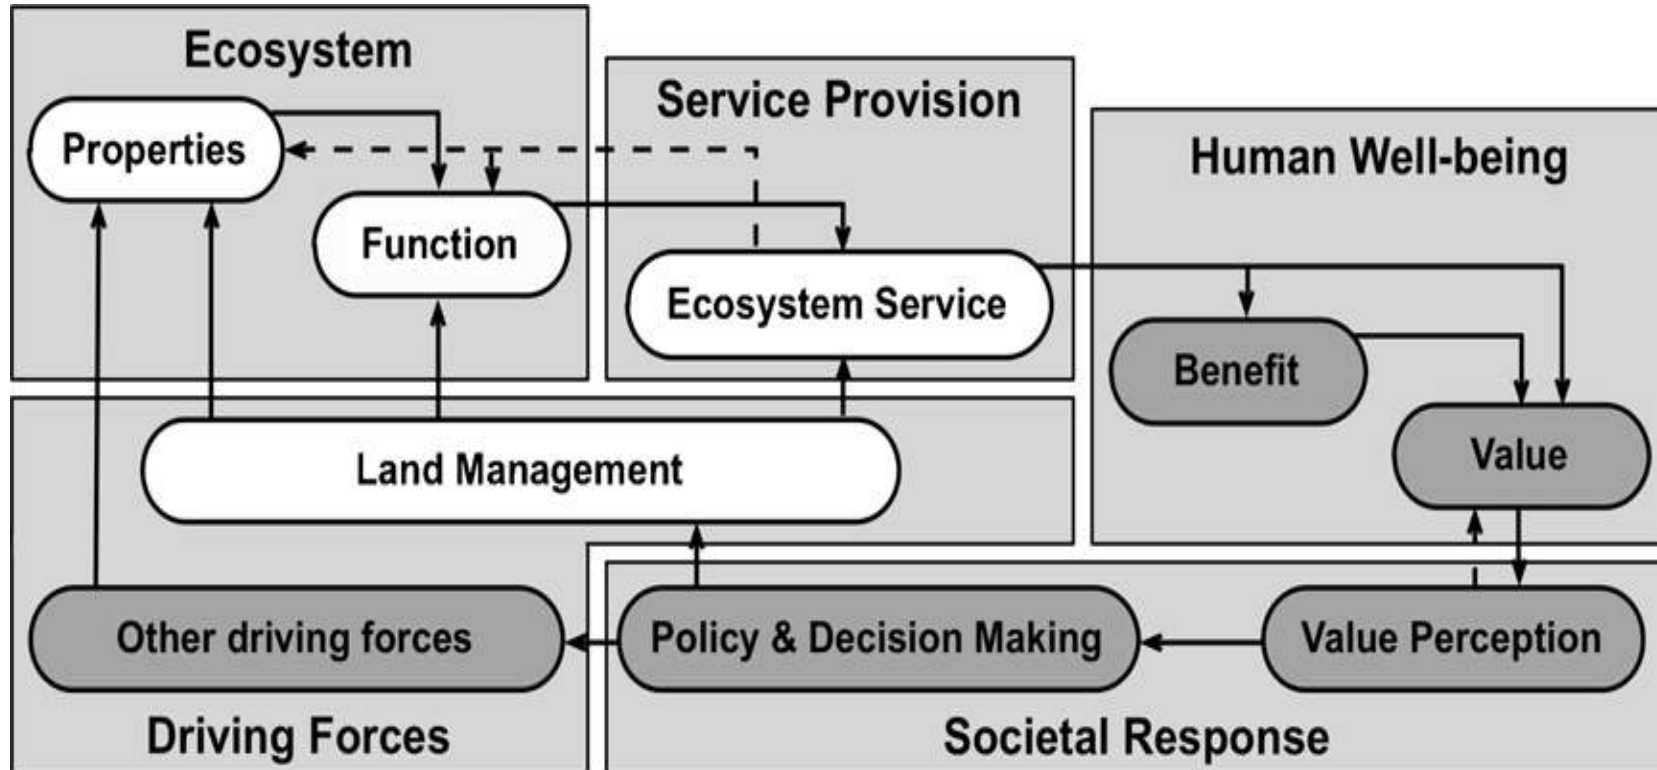 Ecosystem
Properties
Function
Service Provision
Ecosystem Service
Human Well-being
Benefit
Value
Land Management
Other driving forces
Driving Forces
Policy & Decision Making
Value Perception
Societal Response